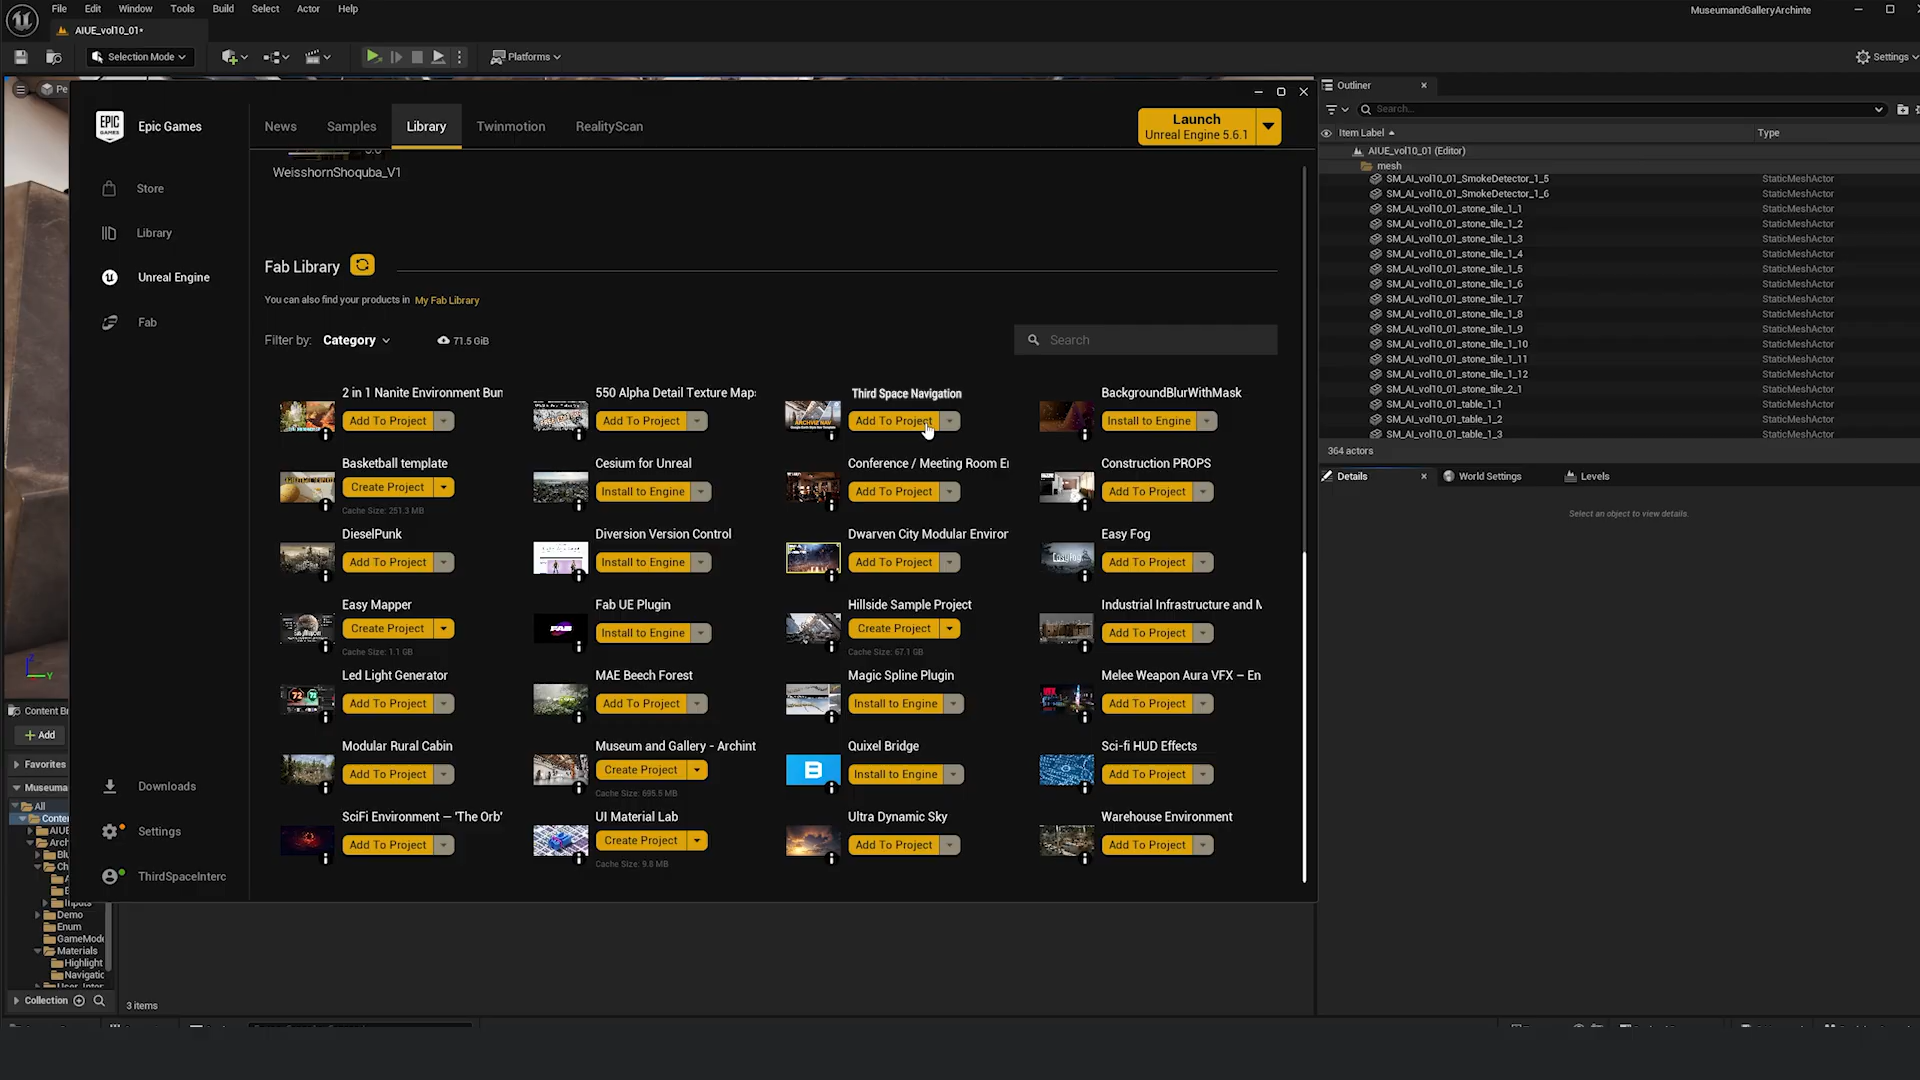 File Edit Window Tools Build Select Actor Help
MuseumandGalleryArchinte
AIUE_vol10_01•
Selection Mode
Platforms
Settings
Pe
Epic Games
News Samples Library Twinmotion RealityScan
Launch
Unreal Engine 5.6.1
WeisshornShoquba_V1
Store
Library
Unreal Engine
Fab
Downloads
Settings
ThirdSpaceInterc
Fab Library
You can also find your products in My Fab Library
Filter by: Category
71.5 GiB
Search
2 in 1 Nanite Environment Bun
Add To Project
550 Alpha Detail Texture Map
Add To Project
Third Space Navigation
Add To Project
BackgroundBlurWithMask
Install to Engine
Basketball template
Create Project
Cache Size: 251.3 MB
Cesium for Unreal
Install to Engine
Conference / Meeting Room
Add To Project
Construction PROPS
Add To Project
DieselPunk
Add To Project
Diversion Version Control
Install to Engine
Dwarven City Modular Environ
Add To Project
Easy Fog
Add To Project
Easy Mapper
Create Project
Cache Size: 1.1 GB
Fab UE Plugin
Install to Engine
Hillside Sample Project
Create Project
Cache Size: 67.1 GB
Industrial Infrastructure and
Add To Project
Led Light Generator
Add To Project
MAE Beech Forest
Add To Project
Magic Spline Plugin
Install to Engine
Melee Weapon Aura VFX – En
Add To Project
Modular Rural Cabin
Add To Project
Museum and Gallery - Archint
Create Project
Cache Size: 695.5 MB
Quixel Bridge
Install to Engine
Sci-fi HUD Effects
Add To Project
SciFi Environment – 'The Orb'
Add To Project
UI Material Lab
Create Project
Cache Size: 9.8 MB
Ultra Dynamic Sky
Add To Project
Warehouse Environment
Add To Project
Outliner
Search...
Item Label Type
AIUE_vol10_01 (Editor)
mesh
SM_AI_vol10_01_SmokeDetector_1_5 StaticMeshActor
SM_AI_vol10_01_SmokeDetector_1_6 StaticMeshActor
SM_AI_vol10_01_stone_tile_1_1 StaticMeshActor
SM_AI_vol10_01_stone_tile_1_2 StaticMeshActor
SM_AI_vol10_01_stone_tile_1_3 StaticMeshActor
SM_AI_vol10_01_stone_tile_1_4 StaticMeshActor
SM_AI_vol10_01_stone_tile_1_5 StaticMeshActor
SM_AI_vol10_01_stone_tile_1_6 StaticMeshActor
SM_AI_vol10_01_stone_tile_1_7 StaticMeshActor
SM_AI_vol10_01_stone_tile_1_8 StaticMeshActor
SM_AI_vol10_01_stone_tile_1_9 StaticMeshActor
SM_AI_vol10_01_stone_tile_1_10 StaticMeshActor
SM_AI_vol10_01_stone_tile_1_11 StaticMeshActor
SM_AI_vol10_01_stone_tile_1_12 StaticMeshActor
SM_AI_vol10_01_stone_tile_2_1 StaticMeshActor
SM_AI_vol10_01_table_1_1 StaticMeshActor
SM_AI_vol10_01_table_1_2 StaticMeshActor
SM_AI_vol10_01_table_1_3 StaticMeshActor
364 actors
Details World Settings Levels
Select an object to view details.
Content Br
Add
Favorites
Museuma
All
Conte
AIUE
Arch
Blu
Ch
Inputs
Demo
Enum
GameMod
Materials
Highlight
Navigatio
Collection
3 items